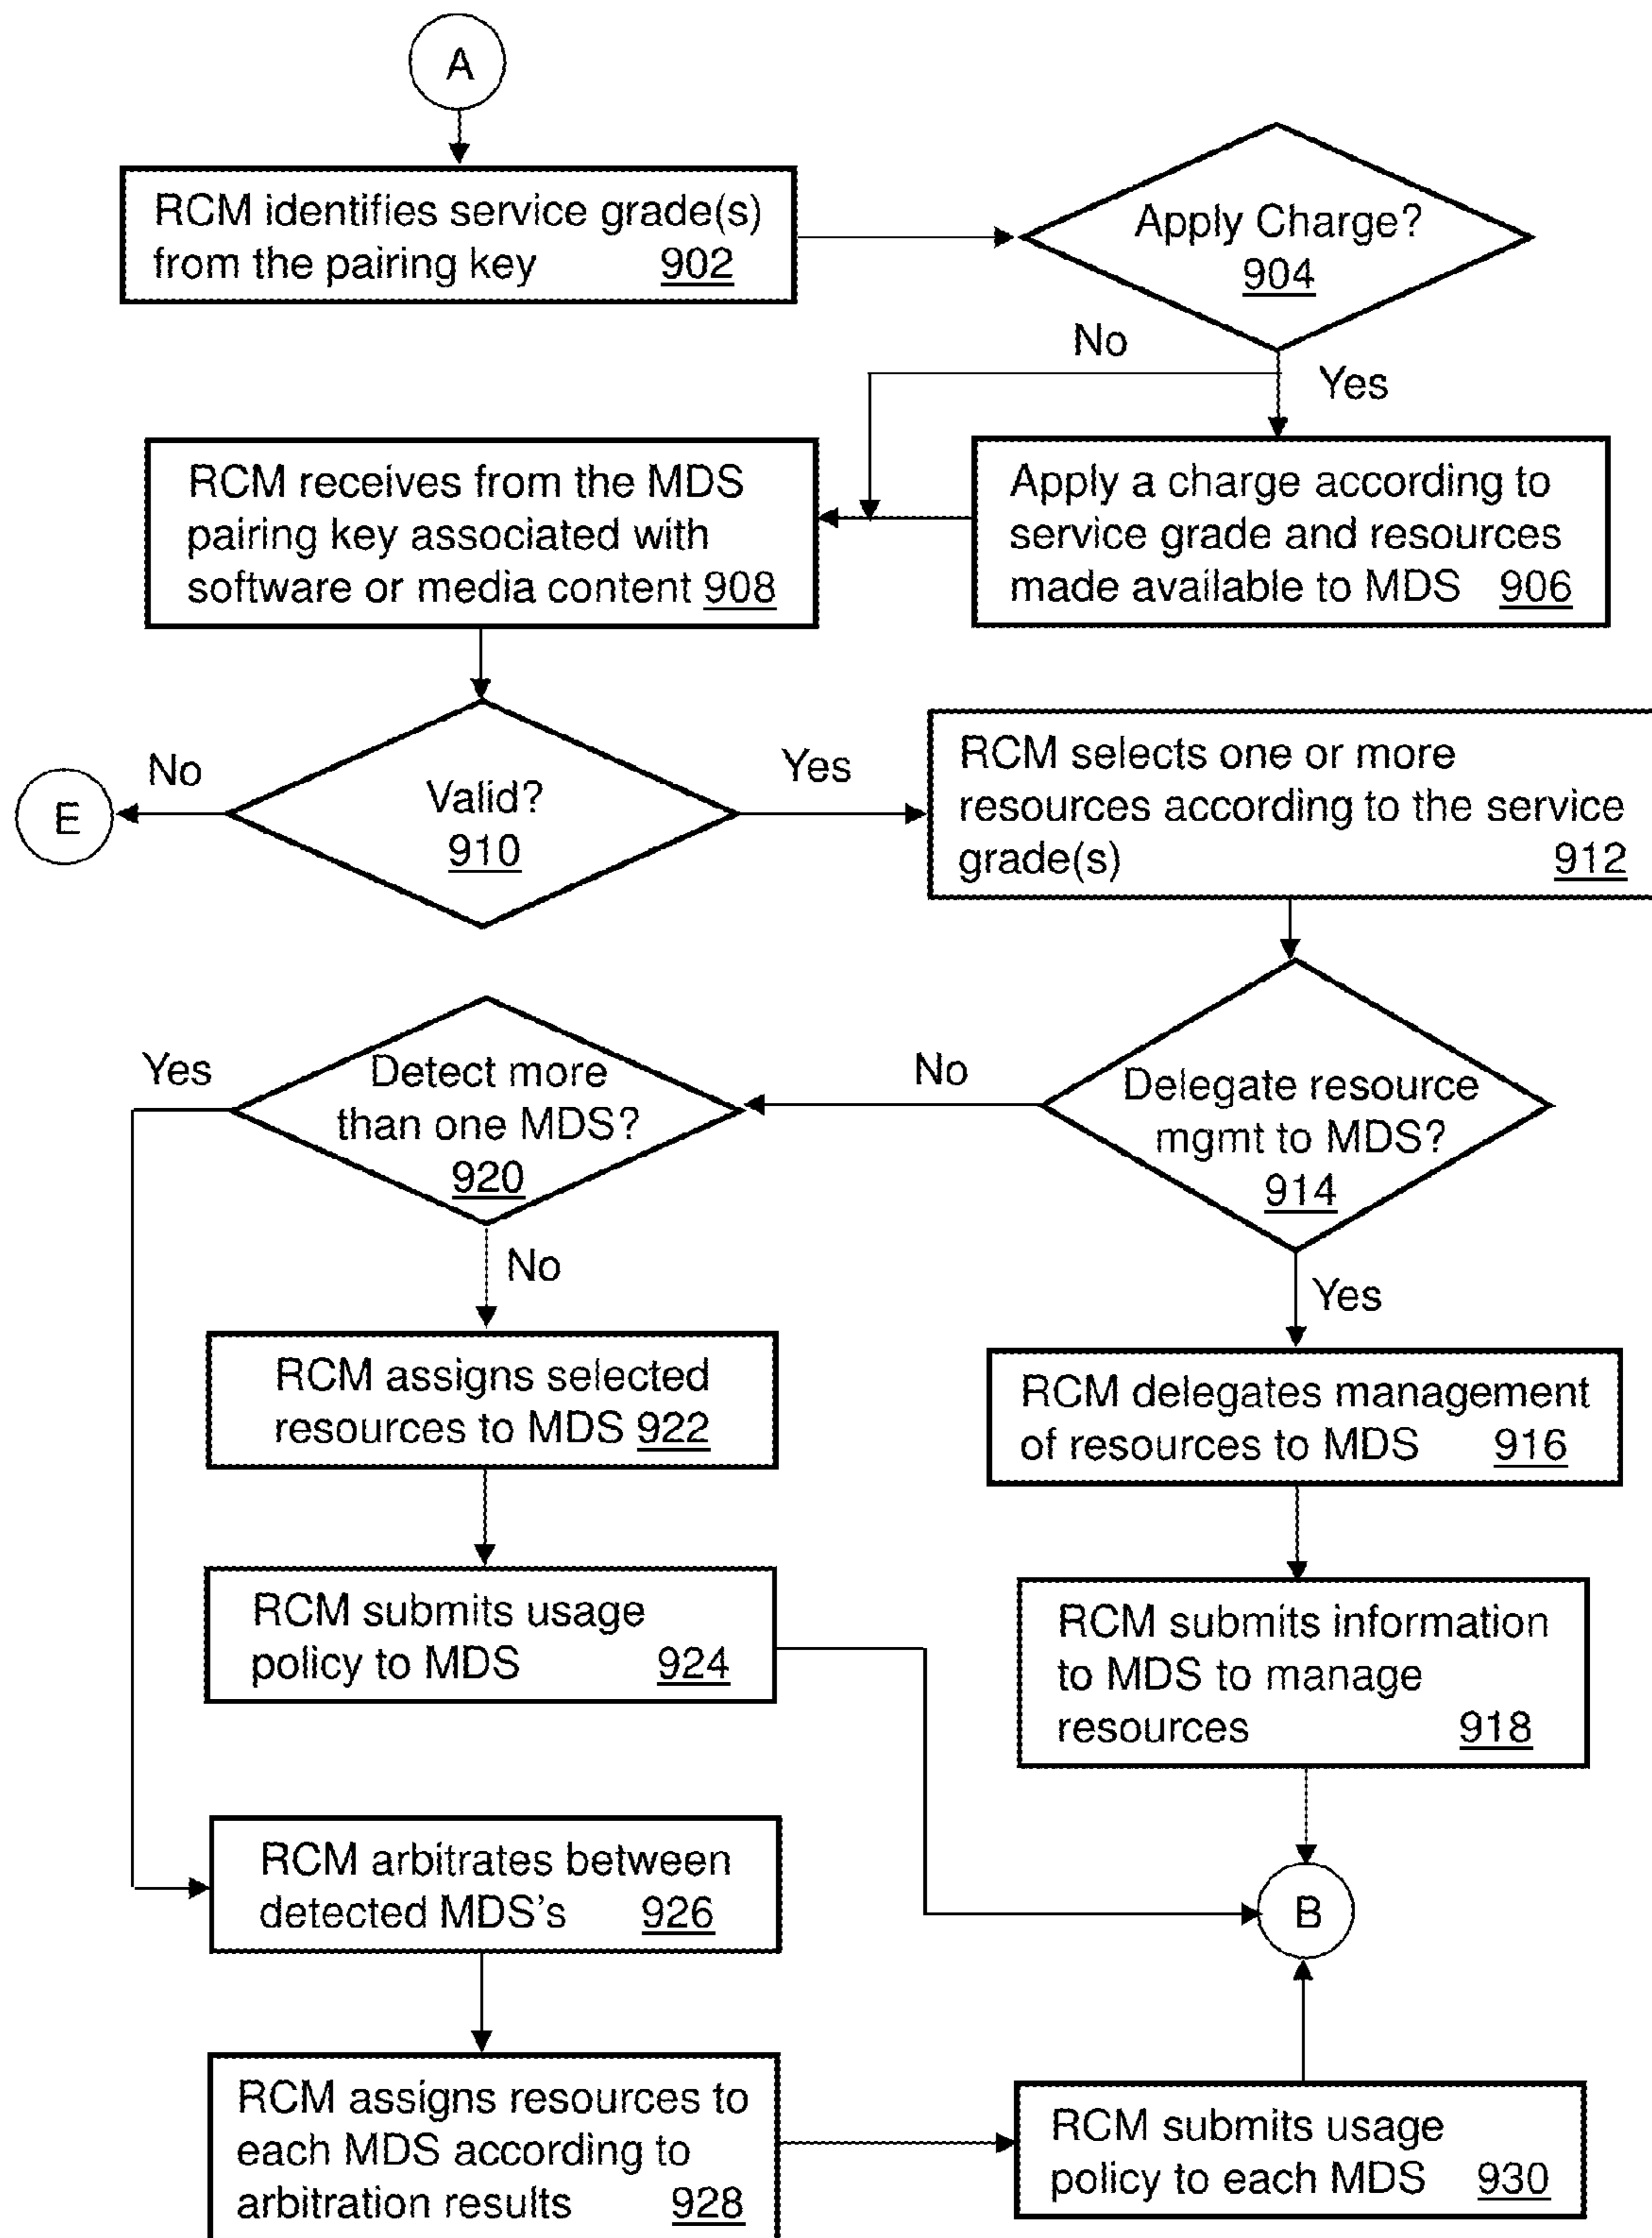 A
RCM identifies service grade(s)
from the pairing key 902
Apply Charge?
904
No
Yes
RCM receives from the MDS
pairing key associated with
software or media content 908
Apply a charge according to
service grade and resources
made available to MDS 906
E
No
Valid?
910
Yes
RCM selects one or more
resources according to the service
grade(s) 912
Yes
Detect more
than one MDS?
920
No
Delegate resource
mgmt to MDS?
914
No
Yes
RCM assigns selected
resources to MDS 922
RCM delegates management
of resources to MDS 916
RCM submits usage
policy to MDS 924
RCM submits information
to MDS to manage
resources 918
RCM arbitrates between
detected MDS's 926
B
RCM assigns resources to
each MDS according to
arbitration results 928
RCM submits usage
policy to each MDS 930